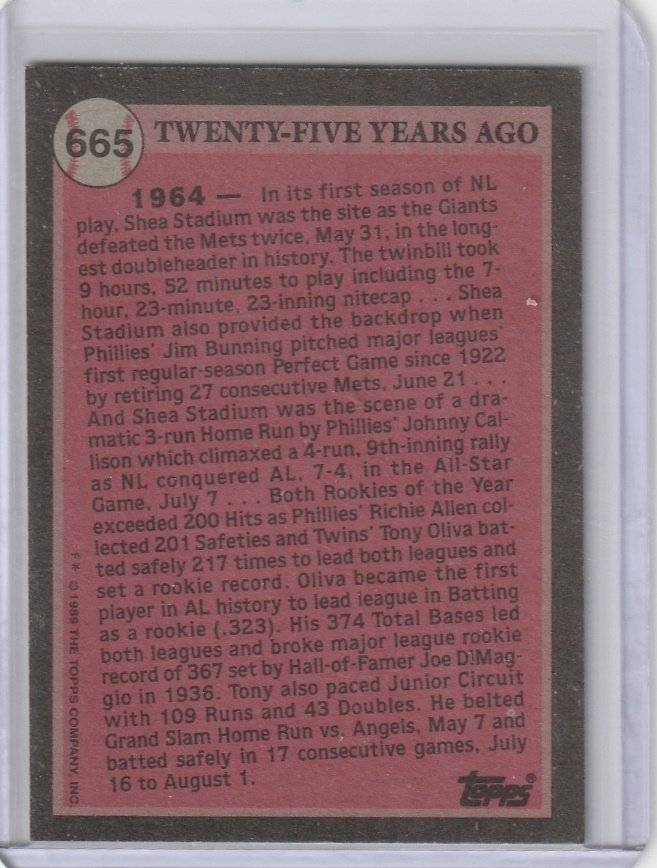 665
TWENTY-FIVE YEARS AGO
1964 — In its first season of NL
play, Shea Stadium was the site as the Giants
defeated the Mets twice, May 31, in the long-
est doubleheader in history. The twinbill took
9 hours, 52 minutes to play including the 7-
hour, 23-minute, 23-inning nitecap . . . Shea
Stadium also provided the backdrop when
Phillies' Jim Bunning pitched major leagues'
first regular-season Perfect Game since 1922
by retiring 27 consecutive Mets, June 21 . . .
And Shea Stadium was the scene of a dra-
matic 3-run Home Run by Phillies' Johnny Cal-
lison which climaxed a 4-run, 9th-inning rally
as NL conquered AL, 7-4, in the All-Star
Game, July 7 . . . Both Rookies of the Year
exceeded 200 Hits as Phillies' Richie Allen col-
lected 201 Safeties and Twins' Tony Oliva bat-
ted safely 217 times to lead both leagues and
set a rookie record. Oliva became the first
player in AL history to lead league in Batting
as a rookie (.323). His 374 Total Bases led
both leagues and broke major league rookie
record of 367 set by Hall-of-Famer Joe DiMag-
gio in 1936. Tony also paced Junior Circuit
with 109 Runs and 43 Doubles. He belted
Grand Slam Home Run vs. Angels, May 7 and
batted safely in 17 consecutive games, July
16 to August 1.
F * © 1989 THE TOPPS COMPANY, INC.
topps®